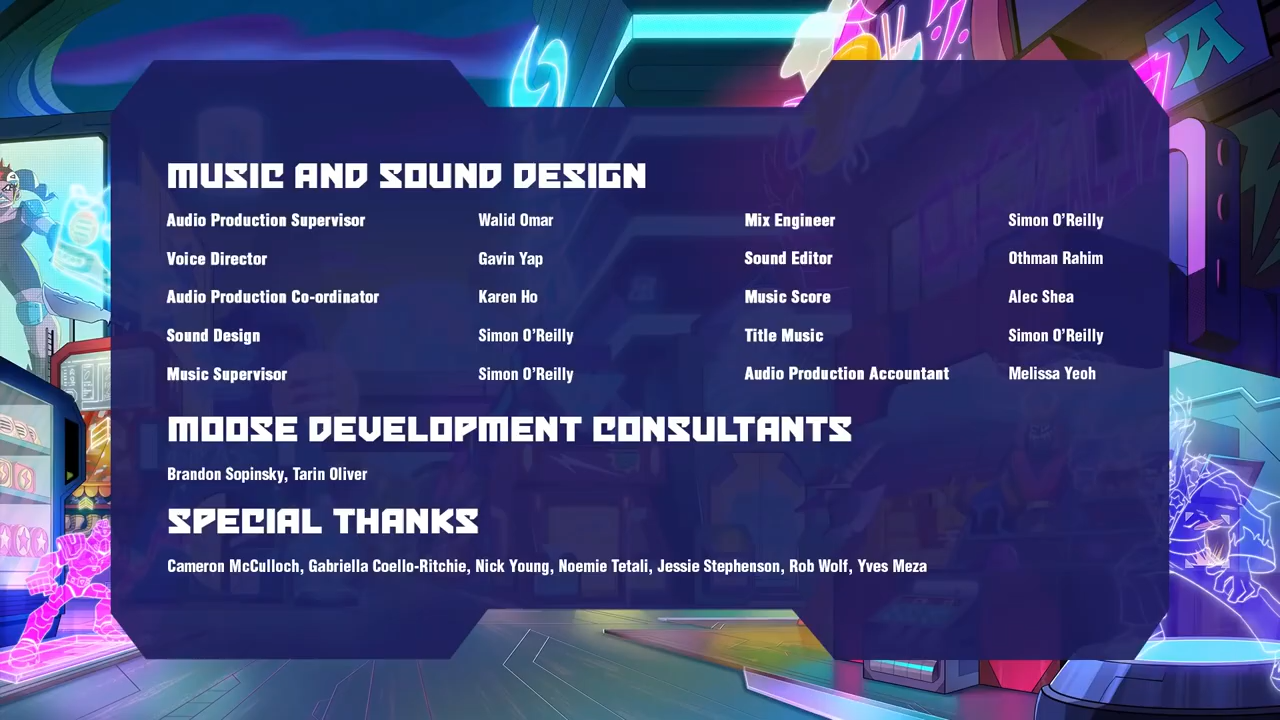 MUSIC AND SOUND DESIGN
Audio Production Supervisor Walid Omar Mix Engineer Simon O'Reilly
Voice Director Gavin Yap Sound Editor Othman Rahim
Audio Production Co-ordinator Karen Ho Music Score Alec Shea
Sound Design Simon O'Reilly Title Music Simon O'Reilly
Music Supervisor Simon O'Reilly Audio Production Accountant Melissa Yeoh
MOOSE DEVELOPMENT CONSULTANTS
Brandon Sopinsky, Tarin Oliver
SPECIAL THANKS
Cameron McCulloch, Gabriella Coello-Ritchie, Nick Young, Noemie Tetali, Jessie Stephenson, Rob Wolf, Yves Meza